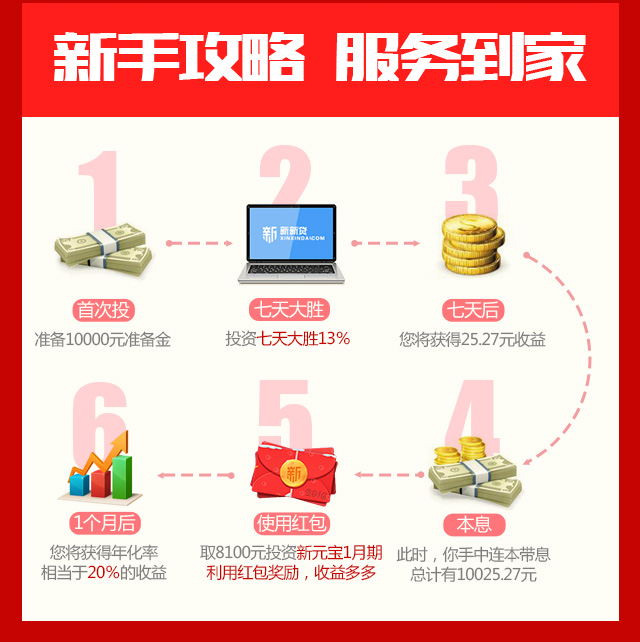 新手攻略 服务到家
1
2
3
新 新新贷
XINXINDAI.COM
首次投
七天大胜
七天后
准备10000元准备金
投资七天大胜13%
您将获得25.27元收益
6
5
4
新
2016
1个月后
使用红包
本息
您将获得年化率
相当于20%的收益
取8100元投资新元宝1月期
利用红包奖励，收益多多
此时，你手中连本带息
总计有10025.27元